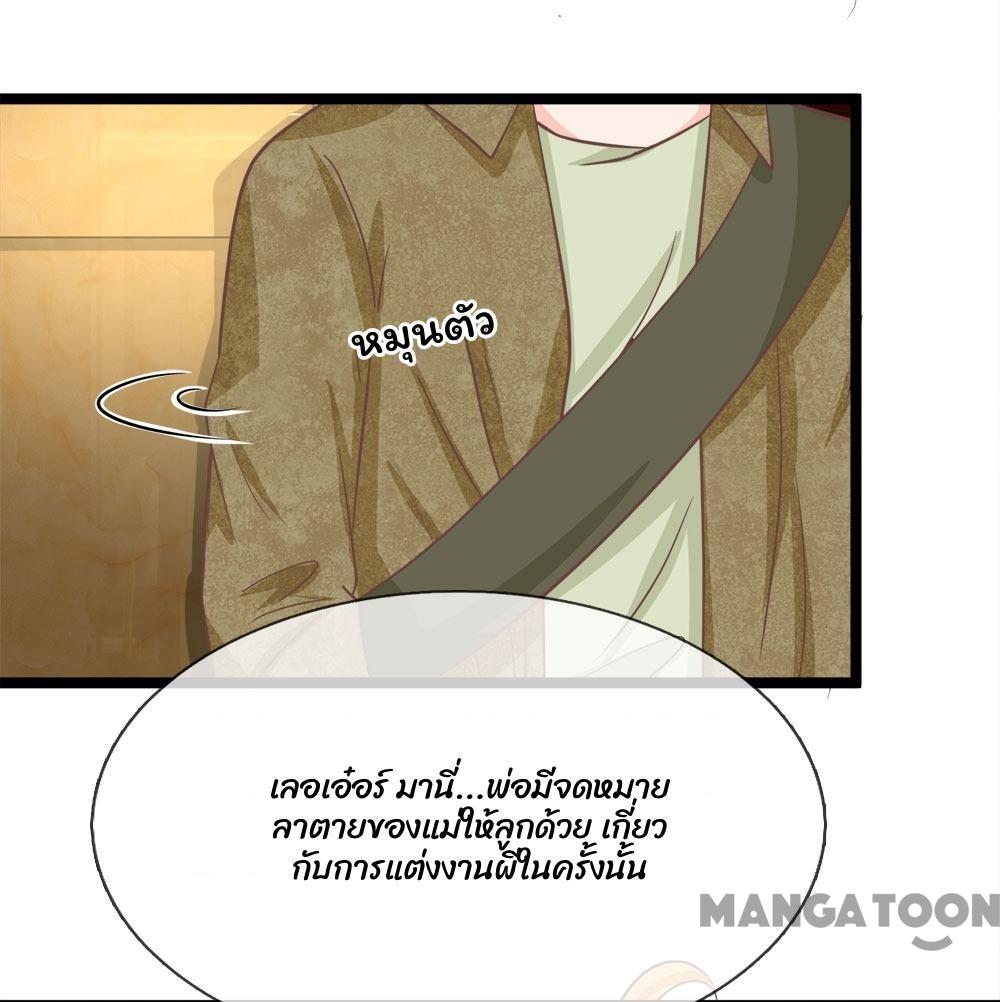 หมุนตัว
เลอเอ๋อร์ มานี่...พ่อมีจดหมาย
ลาตายของแม่ให้ลูกด้วย เกี่ยว
กับการแต่งงานผีในครั้งนั้น
MANGATOON